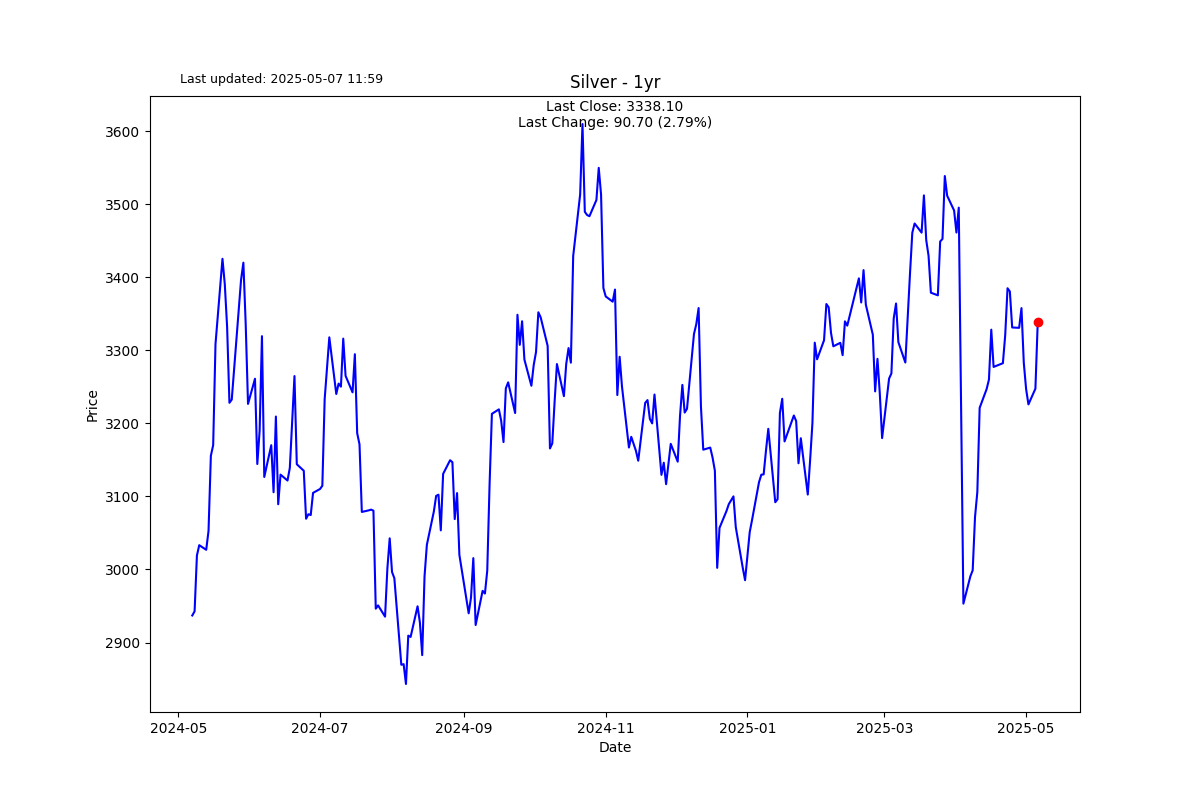 Last updated: 2025-05-07 11:59
Silver - 1yr
Last Close: 3338.10
Last Change: 90.70 (2.79%)
3600
3500
3400
3300
3200
3100
3000
2900
Price
2024-05 2024-07 2024-09 2024-11 2025-01 2025-03 2025-05
Date